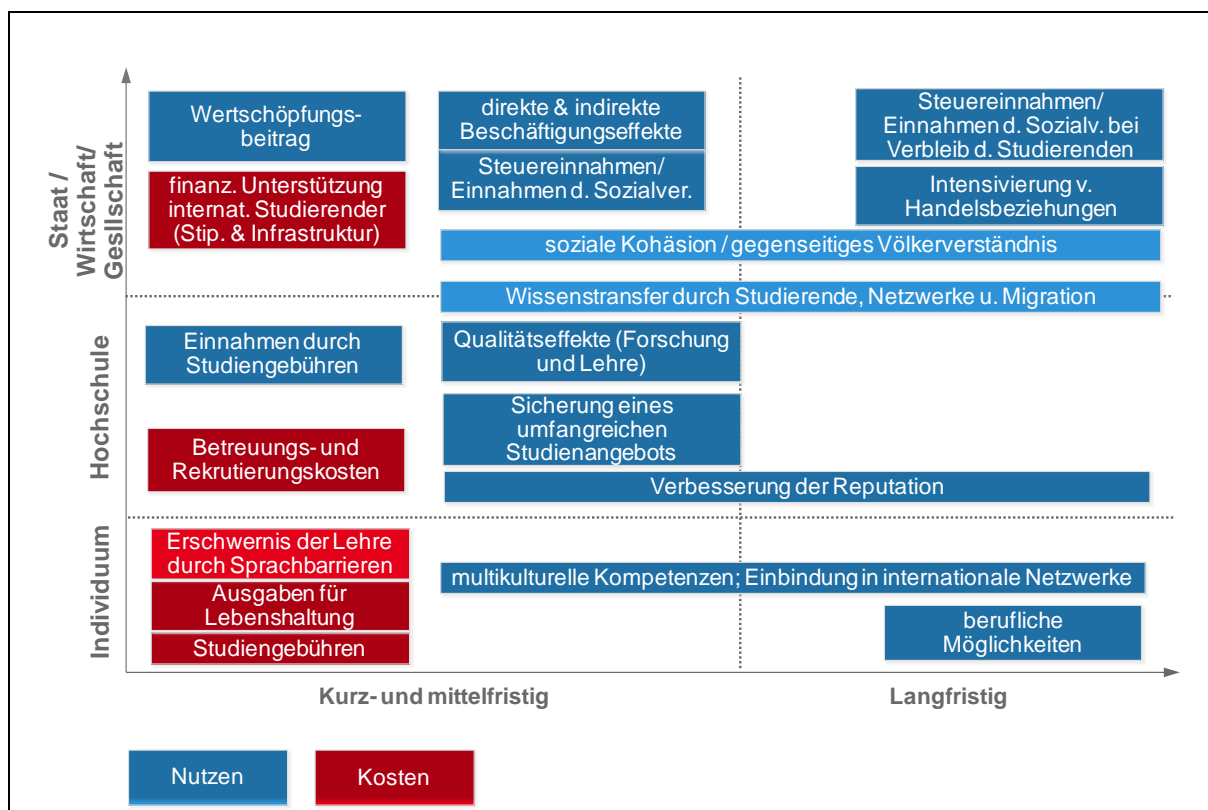 Staat /
Wirtschaft/
Gesllschaft
Wertschöpfungs-
beitrag
finanz. Unterstützung
internat. Studierender
(Stip. & Infrastruktur)
direkte & indirekte
Beschäftigungseffekte
Steuereinnahmen/
Einnahmen d. Sozialver.
Steuereinnahmen/
Einnahmen d. Sozialv. bei
Verbleib d. Studierenden
Intensivierung v.
Handelsbeziehungen
soziale Kohäsion / gegenseitiges Völkerverständnis
Wissenstransfer durch Studierende, Netzwerke u. Migration
Hochschule
Einnahmen durch
Studiengebühren
Betreuungs- und
Rekrutierungskosten
Qualitätseffekte (Forschung
und Lehre)
Sicherung eines
umfangreichen
Studienangebots
Verbesserung der Reputation
Individuum
Erschwernis der Lehre
durch Sprachbarrieren
Ausgaben für
Lebenshaltung
Studiengebühren
multikulturelle Kompetenzen; Einbindung in internationale Netzwerke
berufliche
Möglichkeiten
Kurz- und mittelfristig
Langfristig
Nutzen
Kosten